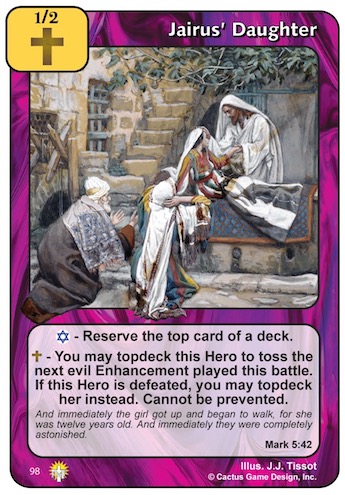 1/2
Jairus' Daughter
✡ - Reserve the top card of a deck.
✝ - You may topdeck this Hero to toss the
next evil Enhancement played this battle.
If this Hero is defeated, you may topdeck
her instead. Cannot be prevented.
And immediately the girl got up and began to walk, for she
was twelve years old. And immediately they were completely
astonished.
Mark 5:42
98
Illus. J.J. Tissot
© Cactus Game Design, Inc.